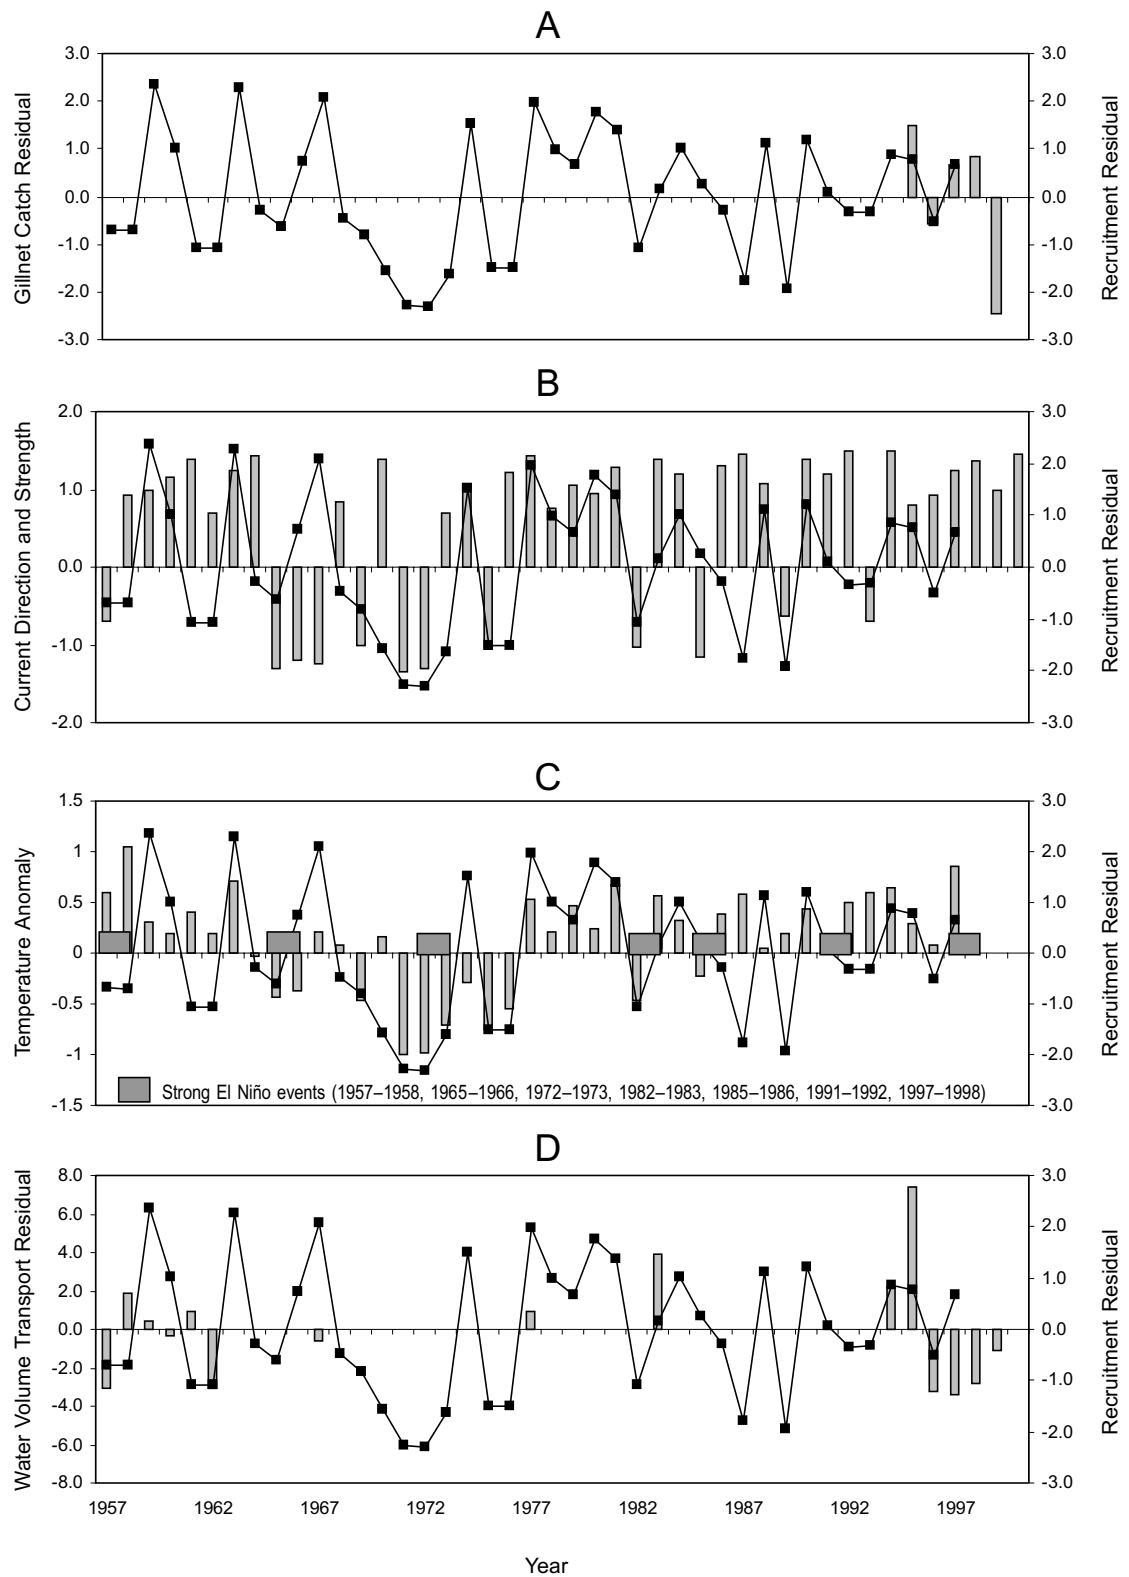 A
3.0 3.0
2.0 2.0
1.0 1.0
0.0 0.0
-1.0 -1.0
-2.0 -2.0
-3.0 -3.0
Gillnet Catch Residual
Recruitment Residual
B
2.0 3.0
2.0
1.0 1.0
0.0 0.0
-1.0 -1.0
-2.0
-2.0 -3.0
Current Direction and Strength
Recruitment Residual
C
1.5 3.0
1 2.0
0.5 1.0
0 0.0
-0.5 -1.0
-1 -2.0
-1.5 -3.0
Temperature Anomaly
Recruitment Residual
Strong El Niño events (1957–1958, 1965–1966, 1972–1973, 1982–1983, 1985–1986, 1991–1992, 1997–1998)
D
8.0 3.0
6.0 2.0
4.0
2.0 1.0
0.0 0.0
-2.0 -1.0
-4.0
-6.0 -2.0
-8.0 -3.0
Water Volume Transport Residual
Recruitment Residual
1957 1962 1967 1972 1977 1982 1987 1992 1997
Year